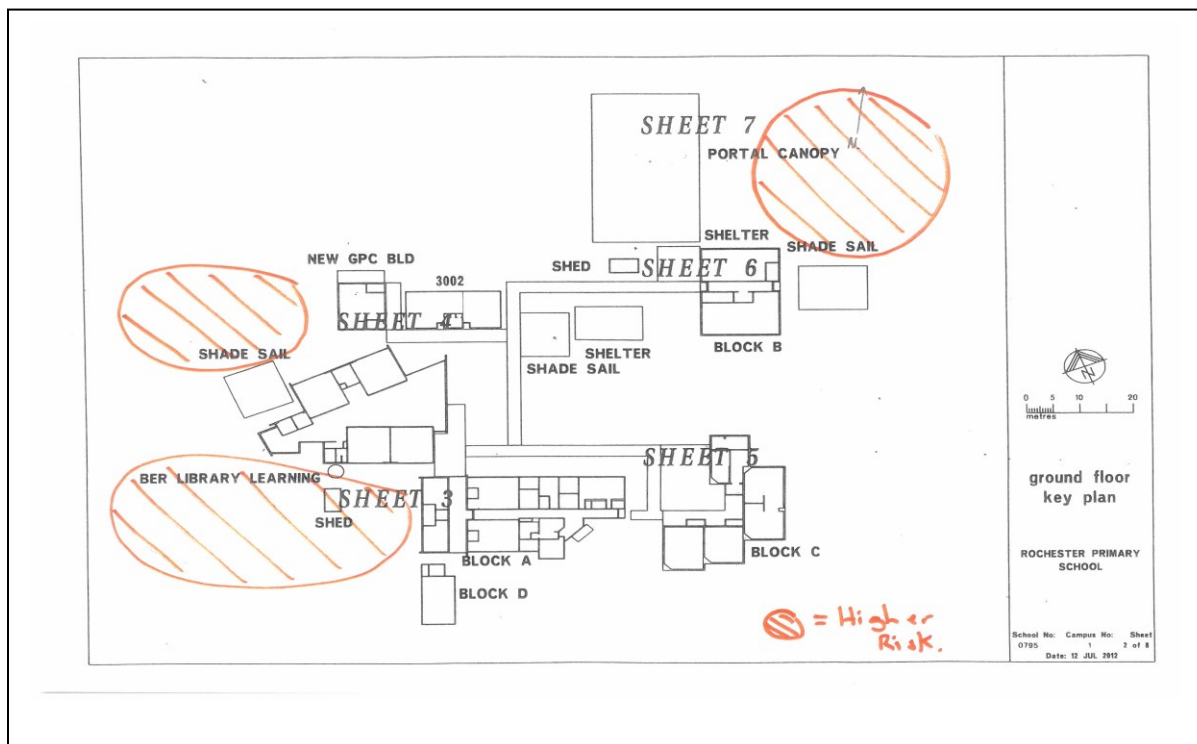 SHEET 7
N.
PORTAL CANOPY
SHELTER
SHADE SAIL
NEW GPC BLD
SHED
SHEET 6
3002
SHEET 4
SHELTER
BLOCK B
SHADE SAIL
SHADE SAIL
N
0 5 10 20
metres
SHEET 5
BER LIBRARY LEARNING
SHEET 3
SHED
ground floor
key plan
BLOCK C
BLOCK A
ROCHESTER PRIMARY
SCHOOL
BLOCK D
= Higher
Risk.
School No: Campus No: Sheet
0795 1 2 of 8
Date: 12 JUL 2012